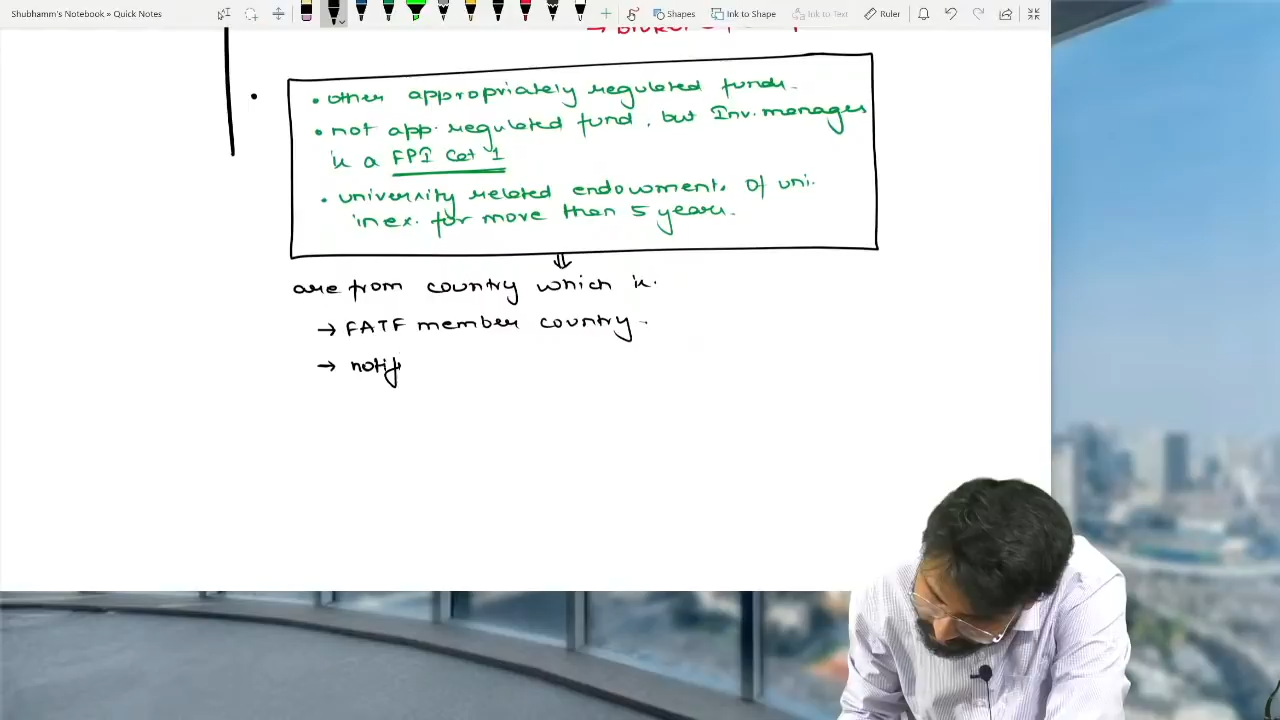 Shubhamm's Notebook » Quick Notes
Shapes
Ink to Shape
Ink to Text
Ruler
• other appropriately regulated funds.
• not app. regulated fund, but Inv. manager
is a FPI Cat 1
• university related endowments of uni.
in ex. for more than 5 years.
⇓
are from country which is.
→ FATF member country.
→ notif